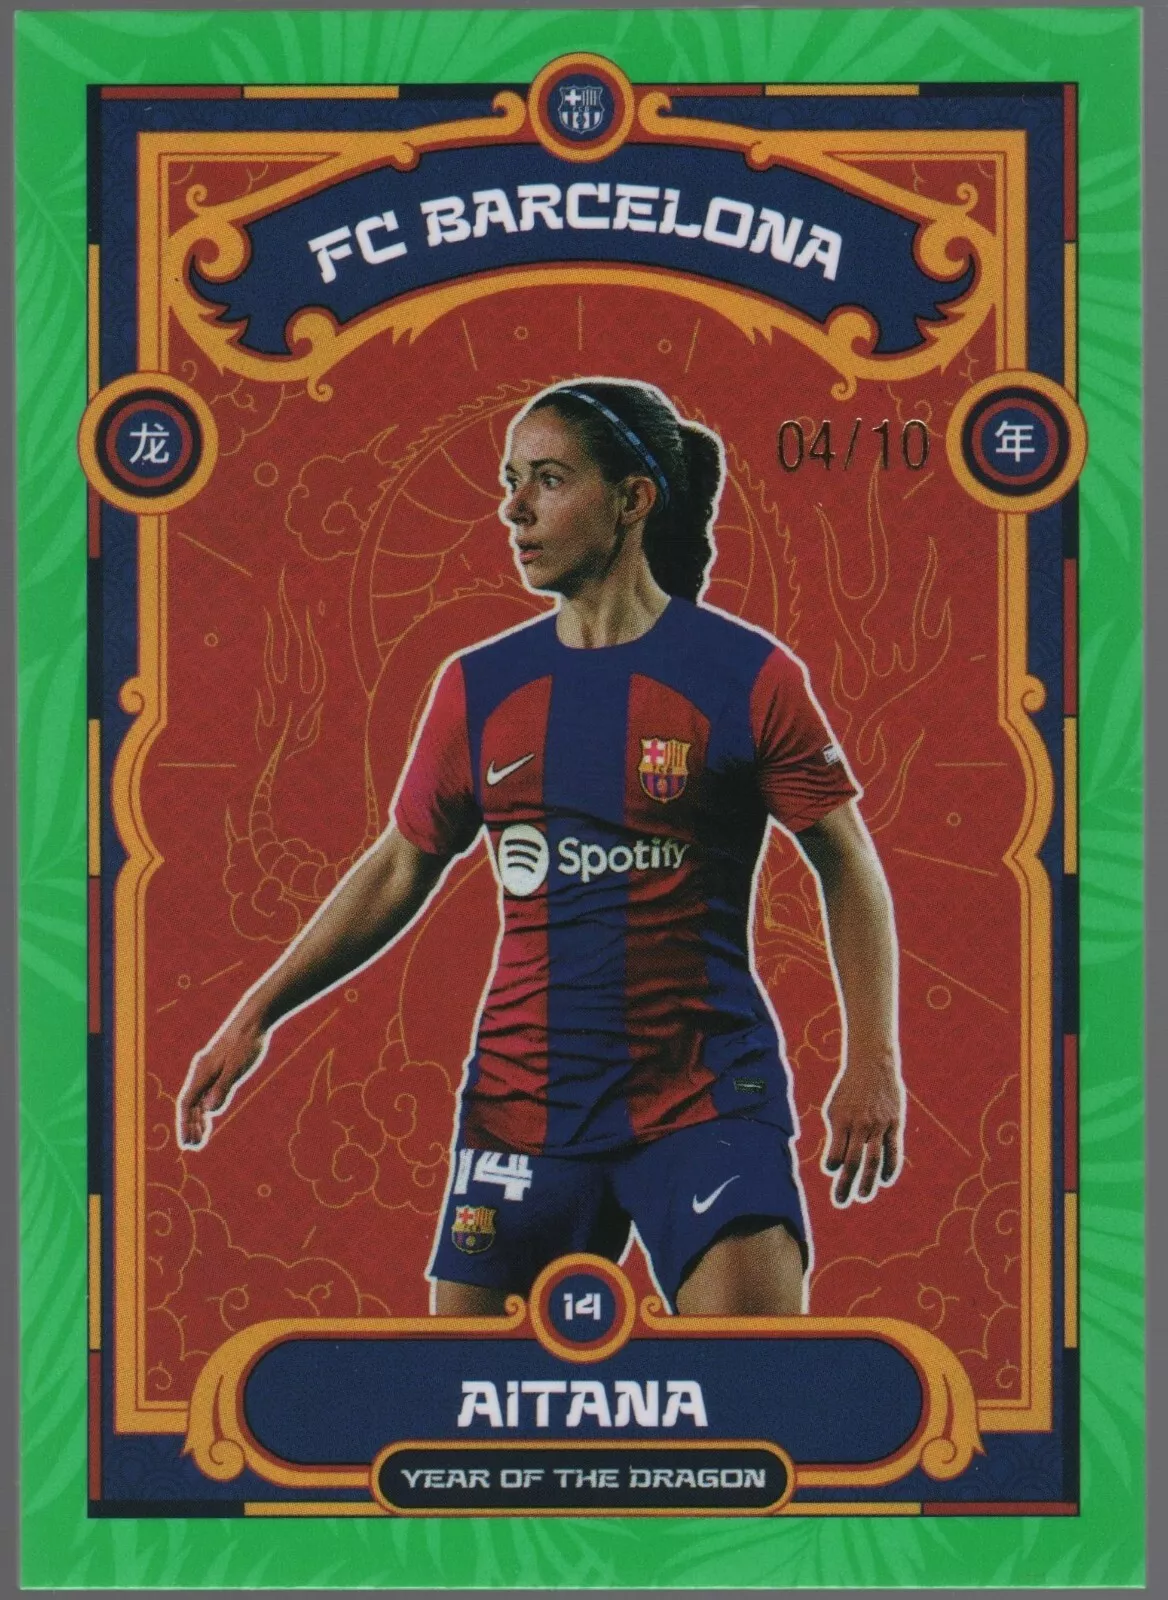 FC BARCELONA
龙
年
04/10
Spotify
14
14
AITANA
YEAR OF THE DRAGON